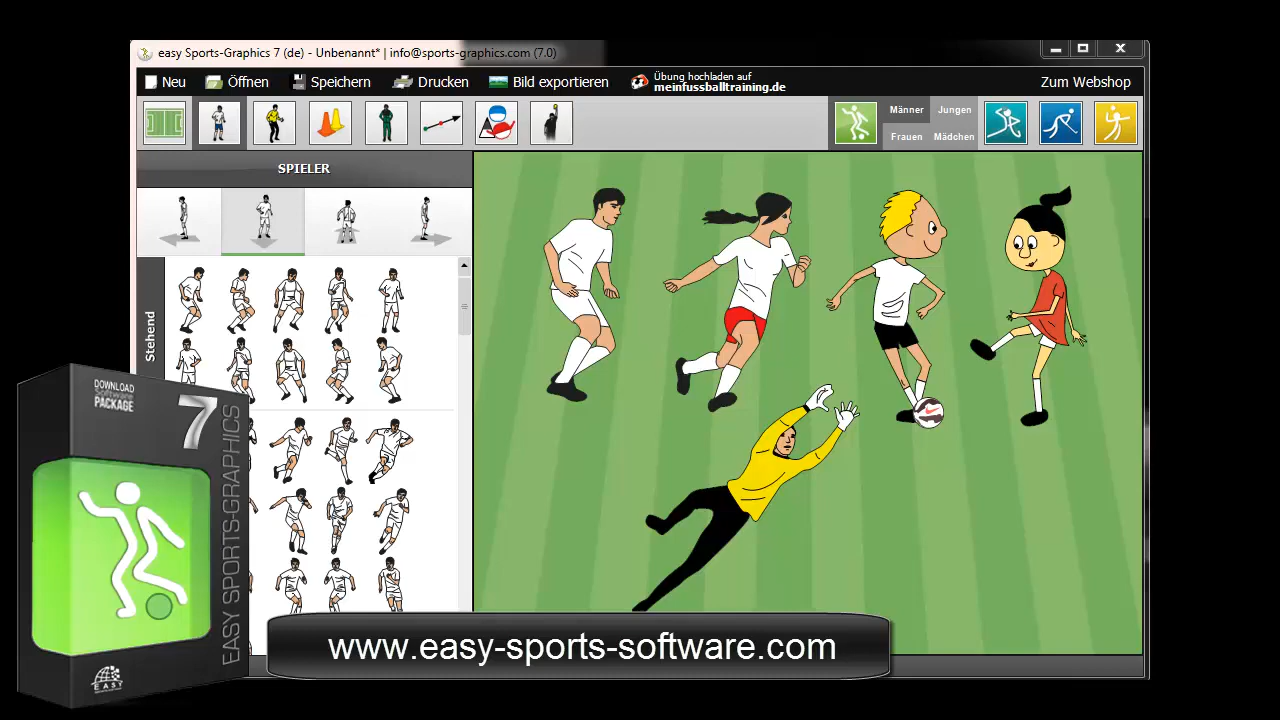 easy Sports-Graphics 7 (de) - Unbenannt* | info@sports-graphics.com (7.0)
Neu
Öffnen
Speichern
Drucken
Bild exportieren
Übung hochladen auf
meinfussballtraining.de
Zum Webshop
Männer
Jungen
Frauen
Mädchen
SPIELER
Stehend
DOWNLOAD
Software
PACKAGE
7
EASY SPORTS-GRAPHICS
EASY
www.easy-sports-software.com